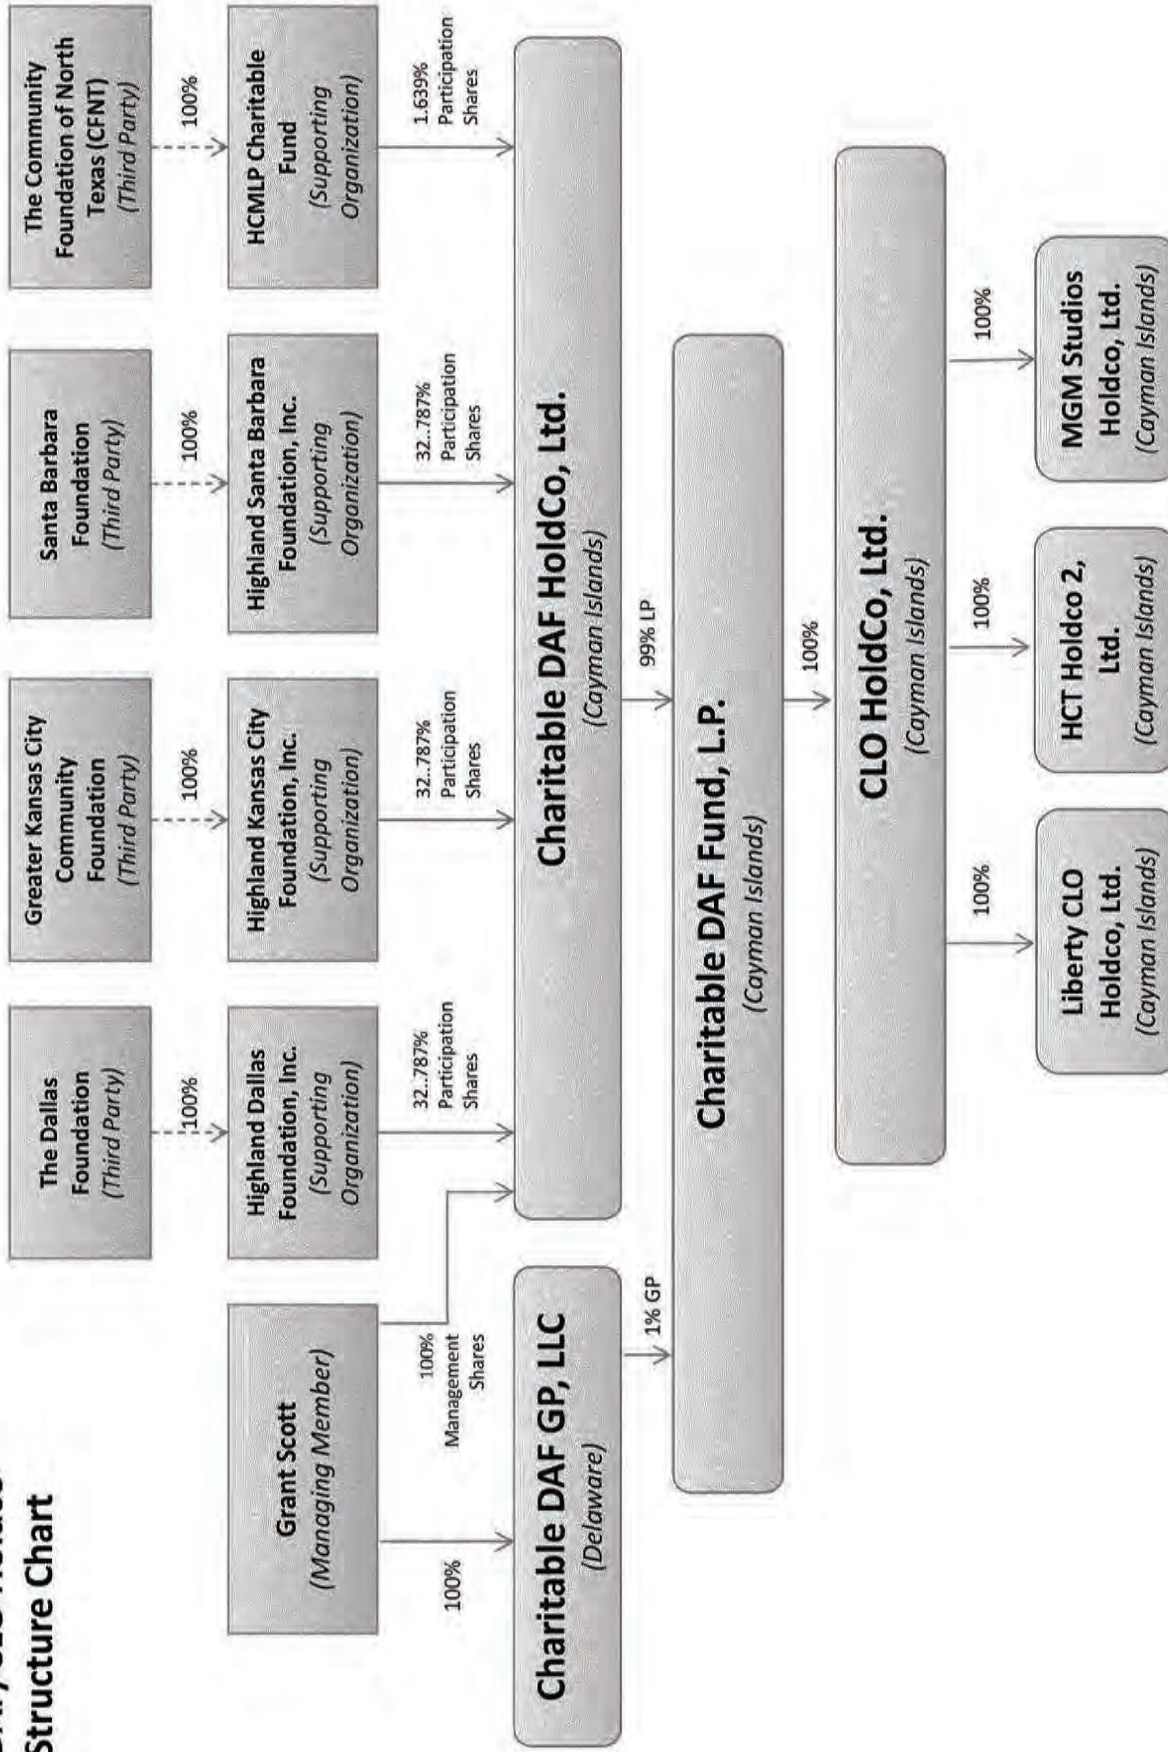 Structure Chart
The Dallas
Foundation
(Third Party)
Greater Kansas City
Community
Foundation
(Third Party)
Santa Barbara
Foundation
(Third Party)
The Community
Foundation of North
Texas (CFNT)
(Third Party)
100%
100%
100%
100%
Grant Scott
(Managing Member)
Highland Dallas
Foundation, Inc.
(Supporting
Organization)
Highland Kansas City
Foundation, Inc.
(Supporting
Organization)
Highland Santa Barbara
Foundation, Inc.
(Supporting
Organization)
HCMLP Charitable
Fund
(Supporting
Organization)
100%
100%
Management
Shares
32..787%
Participation
Shares
32..787%
Participation
Shares
32..787%
Participation
Shares
1.639%
Participation
Shares
Charitable DAF GP, LLC
(Delaware)
Charitable DAF HoldCo, Ltd.
(Cayman Islands)
1% GP
99% LP
Charitable DAF Fund, L.P.
(Cayman Islands)
100%
CLO HoldCo, Ltd.
(Cayman Islands)
100%
100%
100%
Liberty CLO
Holdco, Ltd.
(Cayman Islands)
HCT Holdco 2,
Ltd.
(Cayman Islands)
MGM Studios
Holdco, Ltd.
(Cayman Islands)